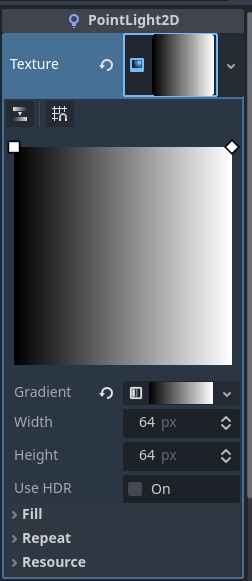 PointLight2D
Texture
Gradient
Width 64 px
Height 64 px
Use HDR On
Fill
Repeat
Resource